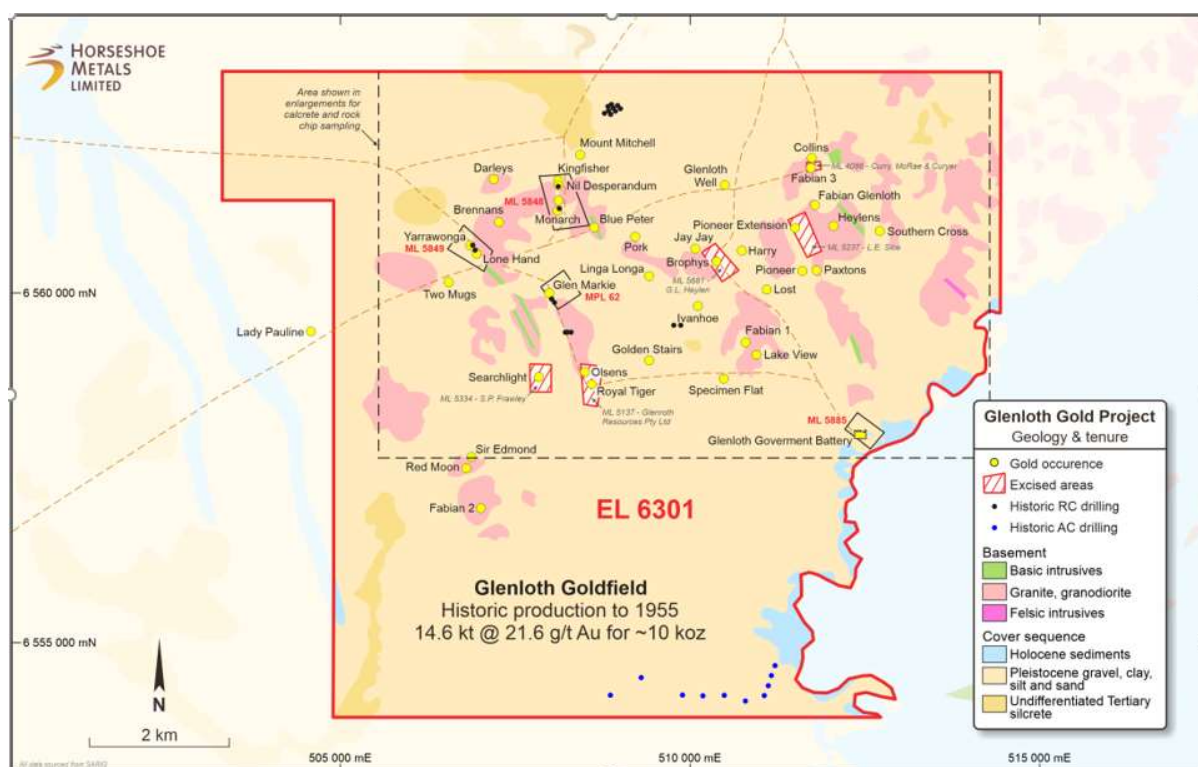 HORSESHOE
METALS
LIMITED
Area shown in
enlargements for
calcrete and rock
chip sampling
Mount Mitchell
Collins
ML 4086 - Curry, McRae & Curyer
Kingfisher
Darleys
Glenloth
Well
Fabian 3
Nil Desperandum
ML 5848
Fabian Glenloth
Monarch
Brennans
Blue Peter
Pioneer Extension
Heylens
Southern Cross
Yarrawonga
ML 5849
Lone Hand
Pork
Jay Jay
Harry
ML 5237 - L.E. Slee
Brophys
Linga Longa
Pioneer
Paxtons
ML 5681 -
G.L. Heylen
Two Mugs
Glen Markie
MPL 62
Lost
6 560 000 mN
Ivanhoe
Lady Pauline
Fabian 1
Lake View
Golden Stairs
Searchlight
Olsens
Royal Tiger
Specimen Flat
ML 5334 - S.P. Frawley
ML 5137 - Glenroth
Resources Pty Ltd
ML 5885
Glenloth Goverment Battery
Sir Edmond
Red Moon
Fabian 2
EL 6301
Glenloth Goldfield
Historic production to 1955
14.6 kt @ 21.6 g/t Au for ~10 koz
6 555 000 mN
N
2 km
505 000 mE
510 000 mE
515 000 mE
All data sourced from SARIG
Glenloth Gold Project
Geology & tenure
Gold occurence
Excised areas
Historic RC drilling
Historic AC drilling
Basement
Basic intrusives
Granite, granodiorite
Felsic intrusives
Cover sequence
Holocene sediments
Pleistocene gravel, clay,
silt and sand
Undifferentiated Tertiary
silcrete